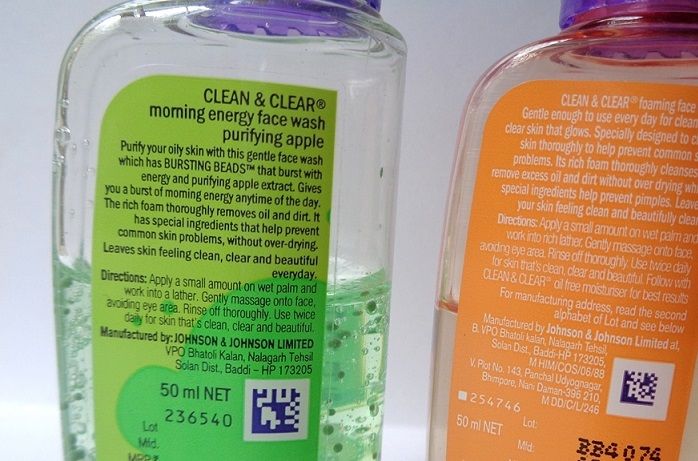 CLEAN & CLEAR®
morning energy face wash
purifying apple
Purify your oily skin with this gentle face wash
which has BURSTING BEADS™ that burst with
energy and purifying apple extract. Gives
you a burst of morning energy anytime of the day.
The rich foam thoroughly removes oil and dirt. It
has special ingredients that help prevent
common skin problems, without over-drying.
Leaves skin feeling clean, clear and beautiful
everyday.
Directions: Apply a small amount on wet palm and
work into a lather. Gently massage onto face,
avoiding eye area. Rinse off thoroughly. Use twice
daily for skin that's clean, clear and beautiful.
Manufactured by: JOHNSON & JOHNSON LIMITED
VPO Bhatoli Kalan, Nalagarh Tehsil
Solan Dist., Baddi – HP 173205
50 ml NET
236540
Lot
Mfd.
MRP ₹
CLEAN & CLEAR® foaming face
Gentle enough to use every day for clean
clear skin that glows. Specially designed to
skin thoroughly to help prevent common
problems. Its rich foam thoroughly cleanses
remove excess oil and dirt without over drying
special ingredients help prevent pimples. Leave
your skin feeling clean and beautifully clear
Directions: Apply a small amount on wet palm and
work into rich lather. Gently massage onto face,
avoiding eye area. Rinse off thoroughly. Use twice daily
for skin that's clean, clear and beautiful. Follow with
CLEAN & CLEAR® oil free moisturiser for best results
For manufacturing address, read the second
alphabet of Lot and see below
Manufactured by Johnson & Johnson Limited at,
B. VPO Bhatoli Kalan, Nalagarh Tehsil,
Solan Dist., Baddi-HP 173205
M HIM/COS/06/88
V. Plot No. 143, Panchal Udyognagar,
Bhimpore, Nani Daman-396 210,
M DD/C/L/246
254746
Lot:
50 ml NET
Mfd:
BB4074